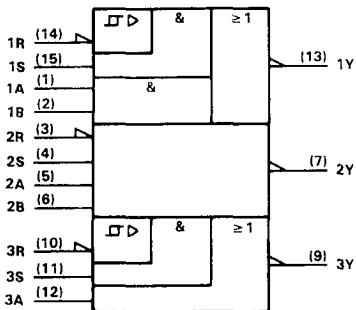 & ≥1
1R (14)
1S (15)
(13) 1Y
1A (1)
&
1B (2)
2R (3)
2S (4)
(7) 2Y
2A (5)
2B (6)
& ≥1
3R (10)
(9) 3Y
3S (11)
3A (12)